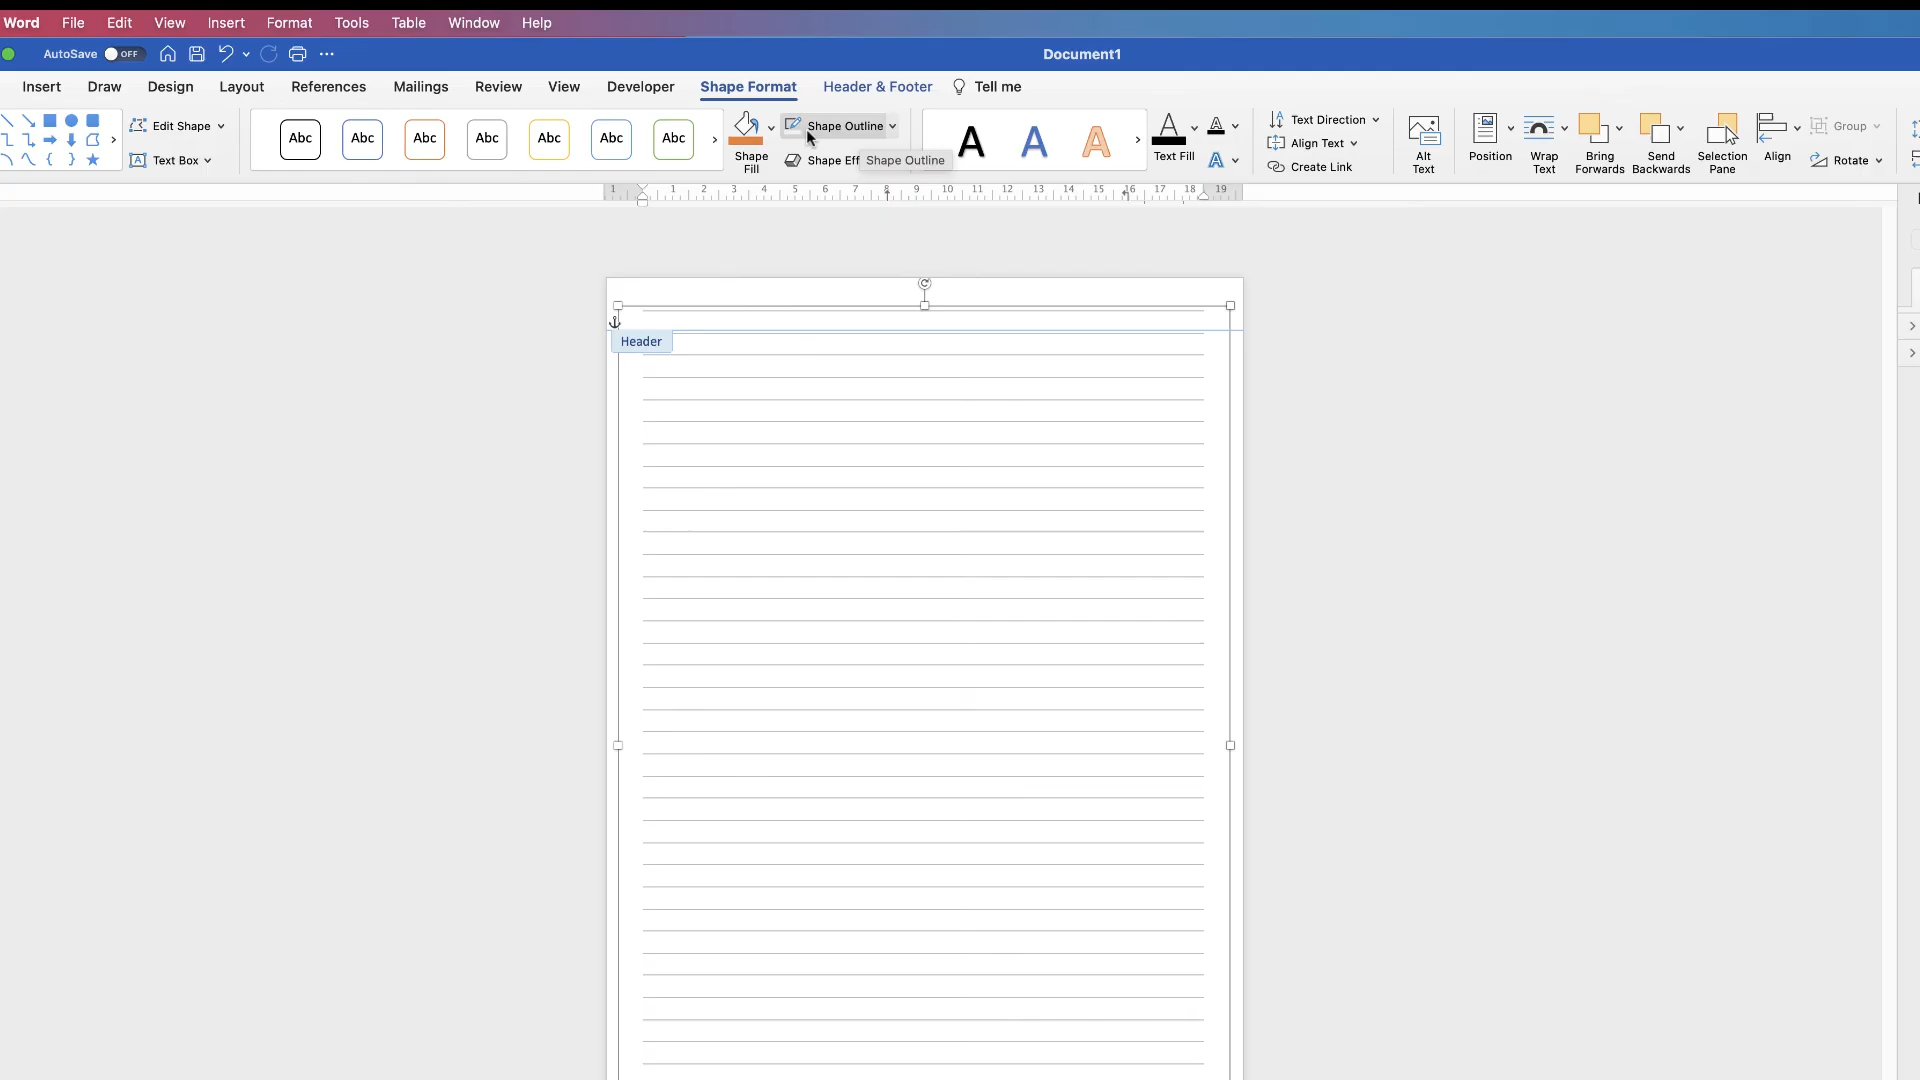 Word File Edit View Insert Format Tools Table Window Help
AutoSave OFF Document1
Insert Draw Design Layout References Mailings Review View Developer Shape Format Header & Footer Tell me
Edit Shape
Text Box
Abc Abc Abc Abc Abc Abc Abc
Shape Fill
Shape Outline
Shape Eff
Shape Outline
A A A
Text Fill
Text Direction
Align Text
Create Link
Alt Text
Position
Wrap Text
Bring Forwards
Send Backwards
Selection Pane
Align
Group
Rotate
1 1 2 3 4 5 6 7 8 9 10 11 12 13 14 15 16 17 18 19
Header